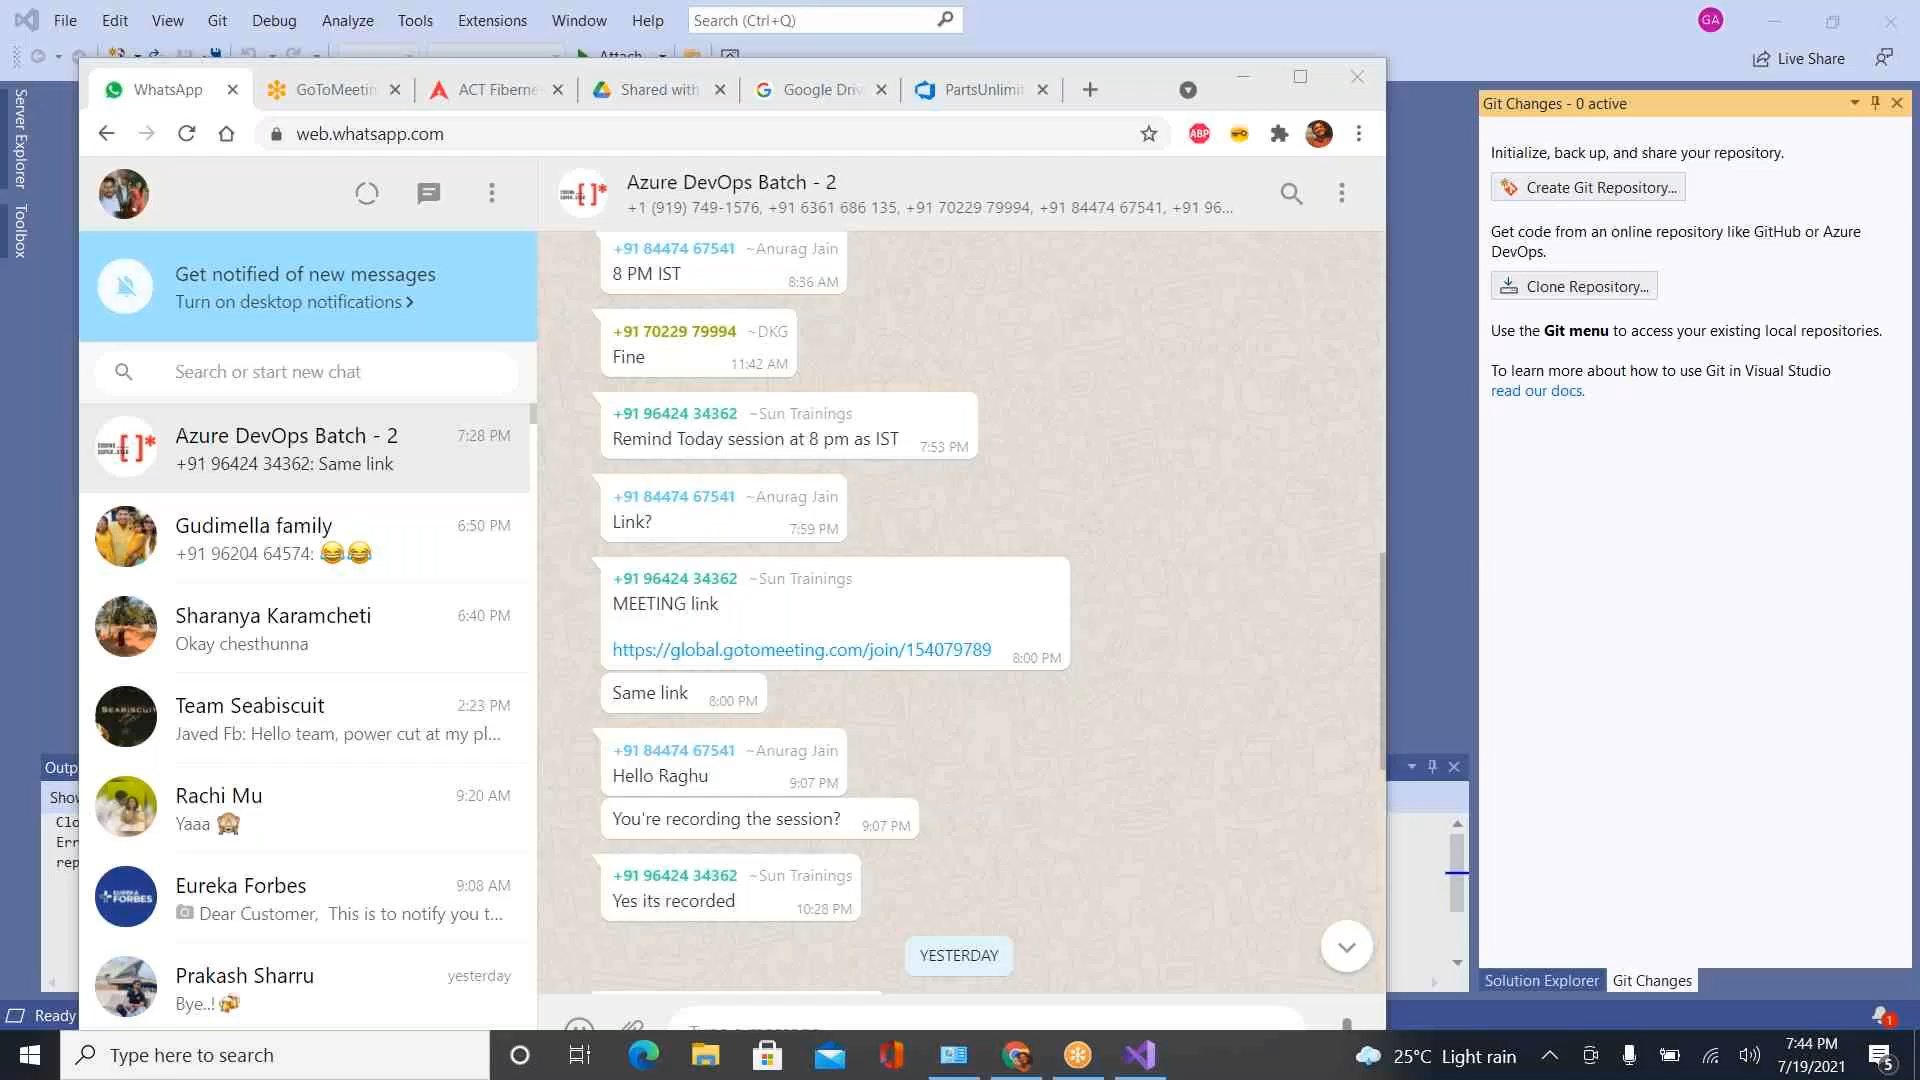 File Edit View Git Debug Analyze Tools Extensions Window Help Search (Ctrl+Q) GA
Attach
Live Share
WhatsApp GoToMeetin ACT Fiberne Shared with Google Driv PartsUnlimit
web.whatsapp.com
ABP
Server Explorer
Toolbox
Get notified of new messages
Turn on desktop notifications >
Search or start new chat
Azure DevOps Batch - 2 7:28 PM
+91 96424 34362: Same link
Gudimella family 6:50 PM
+91 96204 64574: 😂😂
Sharanya Karamcheti 6:40 PM
Okay chesthunna
Team Seabiscuit 2:23 PM
Javed Fb: Hello team, power cut at my pl...
Rachi Mu 9:20 AM
Yaaa 🙈
Eureka Forbes 9:08 AM
Dear Customer, This is to notify you t...
Prakash Sharru yesterday
Bye..! 🍻
Azure DevOps Batch - 2
+1 (919) 749-1576, +91 6361 686 135, +91 70229 79994, +91 84474 67541, +91 96...
+91 84474 67541 ~Anurag Jain
8 PM IST 8:36 AM
+91 70229 79994 ~DKG
Fine 11:42 AM
+91 96424 34362 ~Sun Trainings
Remind Today session at 8 pm as IST 7:53 PM
+91 84474 67541 ~Anurag Jain
Link? 7:59 PM
+91 96424 34362 ~Sun Trainings
MEETING link
https://global.gotomeeting.com/join/154079789 8:00 PM
Same link 8:00 PM
+91 84474 67541 ~Anurag Jain
Hello Raghu 9:07 PM
You're recording the session? 9:07 PM
+91 96424 34362 ~Sun Trainings
Yes its recorded 10:28 PM
YESTERDAY
Type a message
Git Changes - 0 active
Initialize, back up, and share your repository.
Create Git Repository...
Get code from an online repository like GitHub or Azure
DevOps.
Clone Repository...
Use the Git menu to access your existing local repositories.
To learn more about how to use Git in Visual Studio
read our docs.
Solution Explorer Git Changes
Outp
Show
Clo
Err
rep
Ready
1
Type here to search
25°C Light rain
7:44 PM
7/19/2021
5